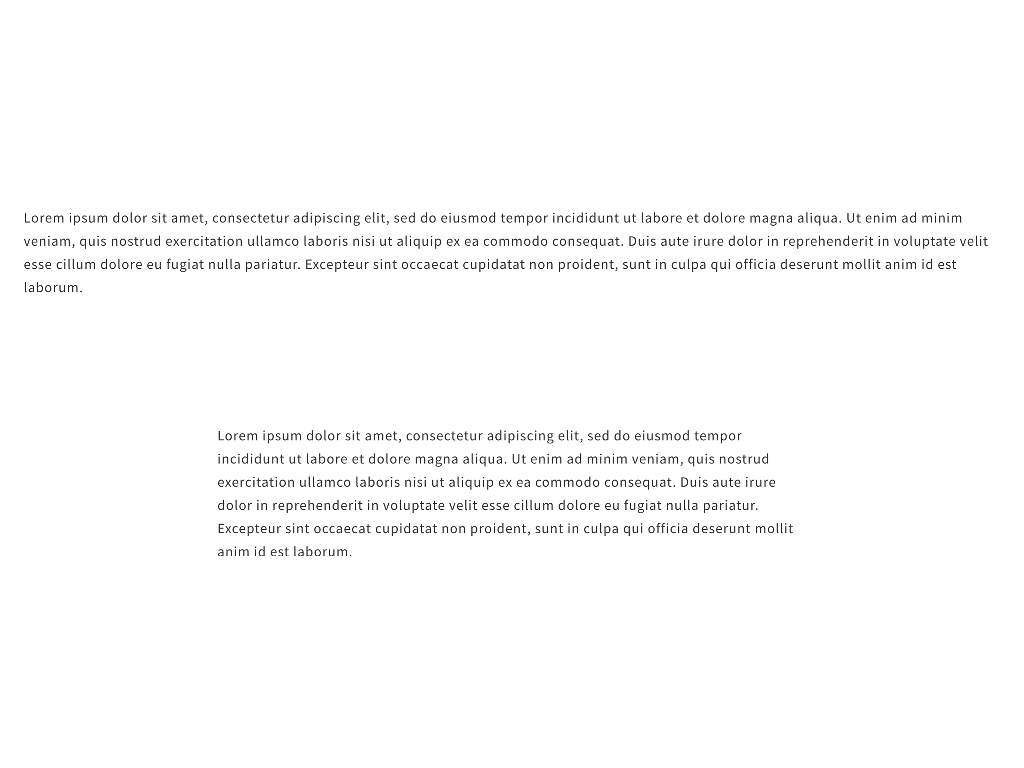 Lorem ipsum dolor sit amet, consectetur adipiscing elit, sed do eiusmod tempor incididunt ut labore et dolore magna aliqua. Ut enim ad minim
veniam, quis nostrud exercitation ullamco laboris nisi ut aliquip ex ea commodo consequat. Duis aute irure dolor in reprehenderit in voluptate velit
esse cillum dolore eu fugiat nulla pariatur. Excepteur sint occaecat cupidatat non proident, sunt in culpa qui officia deserunt mollit anim id est
laborum.
Lorem ipsum dolor sit amet, consectetur adipiscing elit, sed do eiusmod tempor
incididunt ut labore et dolore magna aliqua. Ut enim ad minim veniam, quis nostrud
exercitation ullamco laboris nisi ut aliquip ex ea commodo consequat. Duis aute irure
dolor in reprehenderit in voluptate velit esse cillum dolore eu fugiat nulla pariatur.
Excepteur sint occaecat cupidatat non proident, sunt in culpa qui officia deserunt mollit
anim id est laborum.